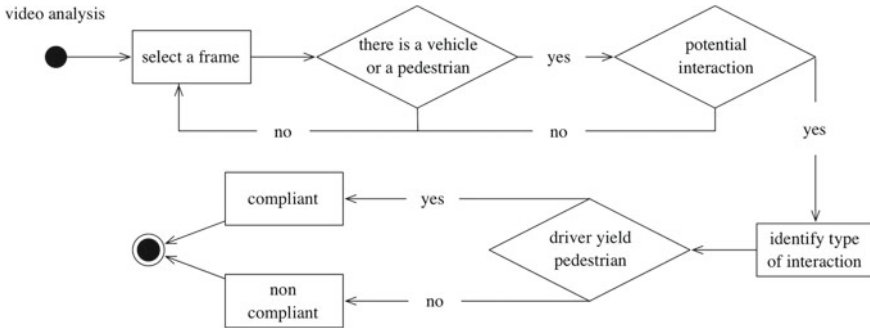 video analysis
select a frame
there is a vehicle
or a pedestrian
yes
potential
interaction
no
no
yes
compliant
yes
driver yield
pedestrian
identify type
of interaction
non
compliant
no